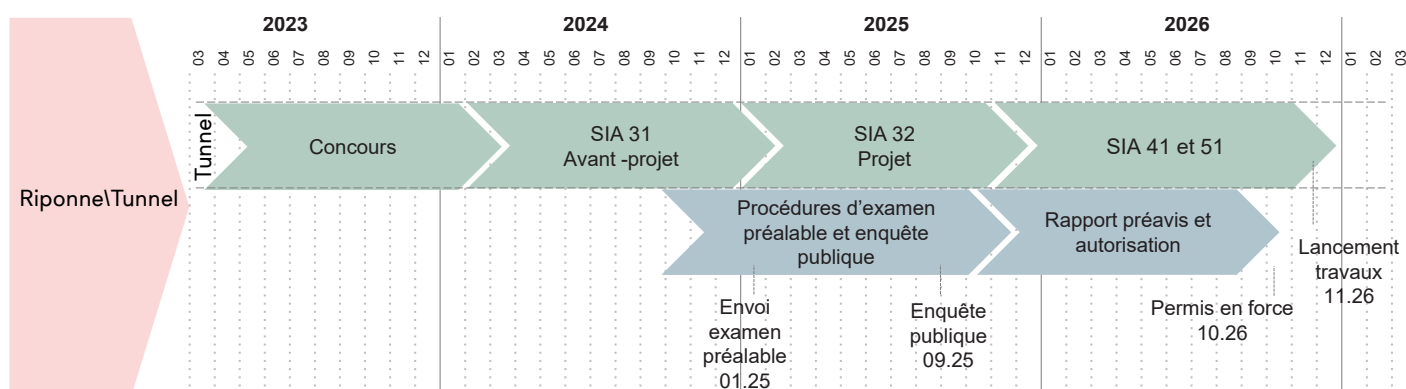 2023 2024 2025 2026
03 04 05 06 07 08 09 10 11 12 01 02 03 04 05 06 07 08 09 10 11 12 01 02 03 04 05 06 07 08 09 10 11 12 01 02 03 04 05 06 07 08 09 10 11 12 01 02 03
Riponne\Tunnel
Tunnel
Concours
SIA 31
Avant -projet
SIA 32
Projet
SIA 41 et 51
Procédures d’examen
préalable et enquête
publique
Rapport préavis et
autorisation
Envoi
examen
préalable
01.25
Enquête
publique
09.25
Permis en force
10.26
Lancement
travaux
11.26